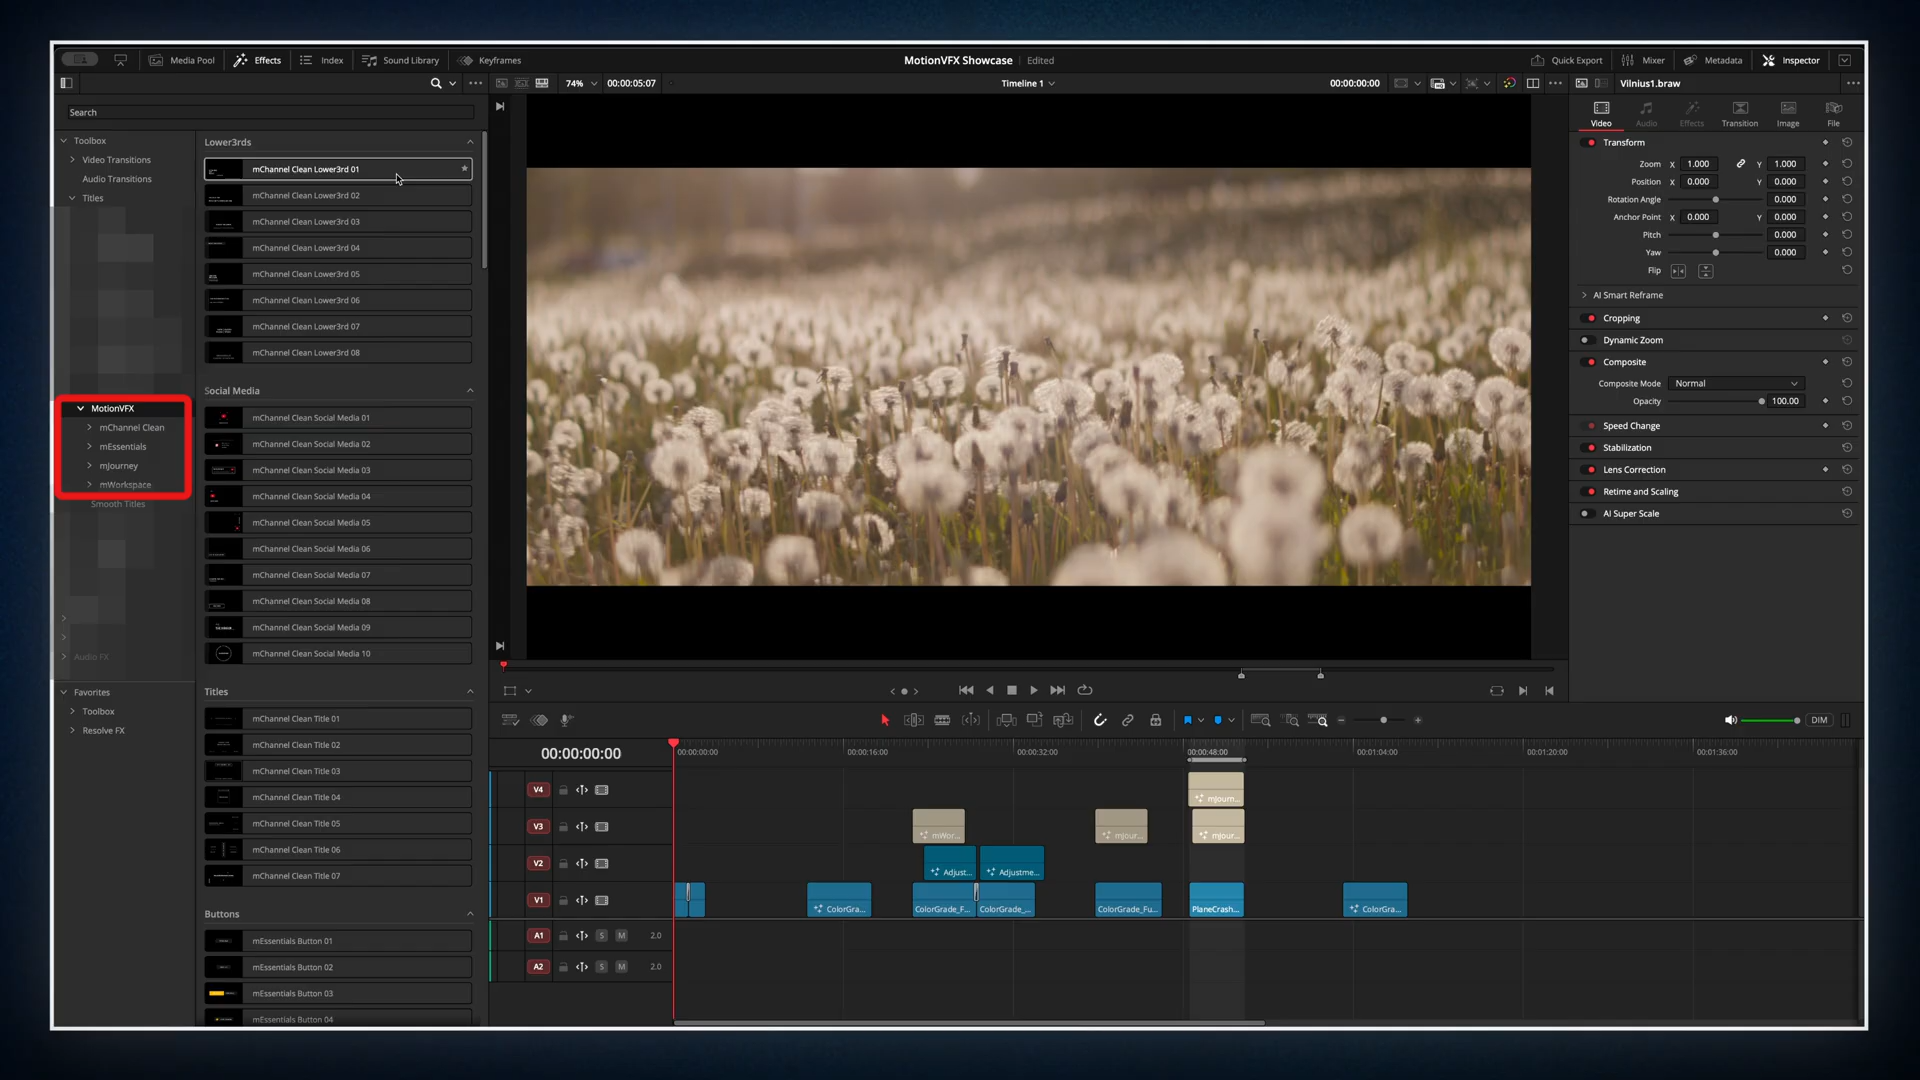 Media Pool
Effects
Index
Sound Library
Keyframes
MotionVFX Showcase
Edited
Quick Export
Mixer
Metadata
Inspector
74%
00:00:05:07
Timeline 1
00:00:00:00
Vilnius1.braw
Search
Toolbox
Video Transitions
Audio Transitions
Titles
MotionVFX
mChannel Clean
mEssentials
mJourney
mWorkspace
Smooth Titles
Audio FX
Favorites
Toolbox
Resolve FX
Lower3rds
mChannel Clean Lower3rd 01
mChannel Clean Lower3rd 02
mChannel Clean Lower3rd 03
mChannel Clean Lower3rd 04
mChannel Clean Lower3rd 05
mChannel Clean Lower3rd 06
mChannel Clean Lower3rd 07
mChannel Clean Lower3rd 08
Social Media
mChannel Clean Social Media 01
mChannel Clean Social Media 02
mChannel Clean Social Media 03
mChannel Clean Social Media 04
mChannel Clean Social Media 05
mChannel Clean Social Media 06
mChannel Clean Social Media 07
mChannel Clean Social Media 08
mChannel Clean Social Media 09
mChannel Clean Social Media 10
Titles
mChannel Clean Title 01
mChannel Clean Title 02
mChannel Clean Title 03
mChannel Clean Title 04
mChannel Clean Title 05
mChannel Clean Title 06
mChannel Clean Title 07
Buttons
mEssentials Button 01
mEssentials Button 02
mEssentials Button 03
mEssentials Button 04
Video
Audio
Effects
Transition
Image
File
Transform
Zoom X 1.000 Y 1.000
Position X 0.000 Y 0.000
Rotation Angle 0.000
Anchor Point X 0.000 Y 0.000
Pitch 0.000
Yaw 0.000
Flip
AI Smart Reframe
Cropping
Dynamic Zoom
Composite
Composite Mode Normal
Opacity 100.00
Speed Change
Stabilization
Lens Correction
Retime and Scaling
AI Super Scale
DIM
00:00:00:00
00:00:00:00
00:00:16:00
00:00:32:00
00:00:48:00
00:01:04:00
00:01:20:00
00:01:36:00
V4
mJourn...
V3
mWor...
mJour...
mJour...
V2
Adjust...
Adjustme...
V1
ColorGra...
ColorGrade_F...
ColorGrade_...
ColorGrade_Fu...
PlaneCrash...
ColorGra...
A1 S M 2.0
A2 S M 2.0